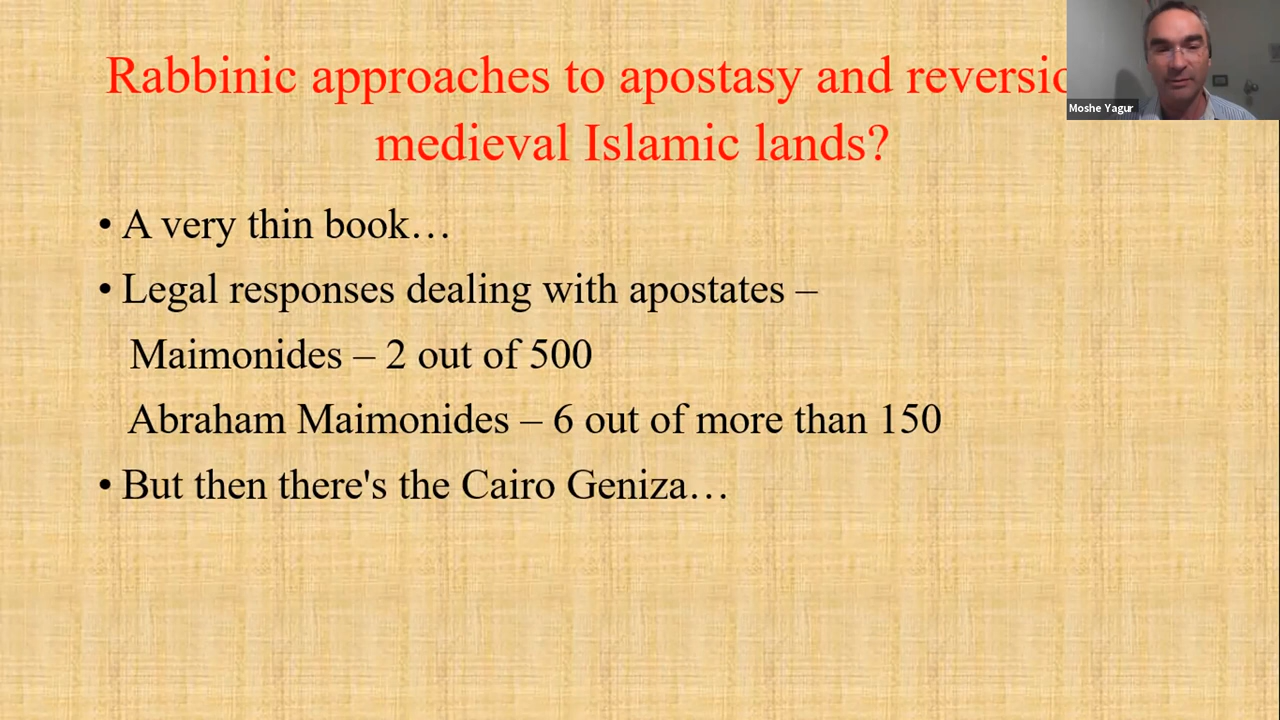 Rabbinic approaches to apostasy and
medieval Islamic lands?
• A very thin book…
• Legal responses dealing with apostates –
Maimonides – 2 out of 500
Abraham Maimonides – 6 out of more than 150
• But then there's the Cairo Geniza…
Moshe Yagur